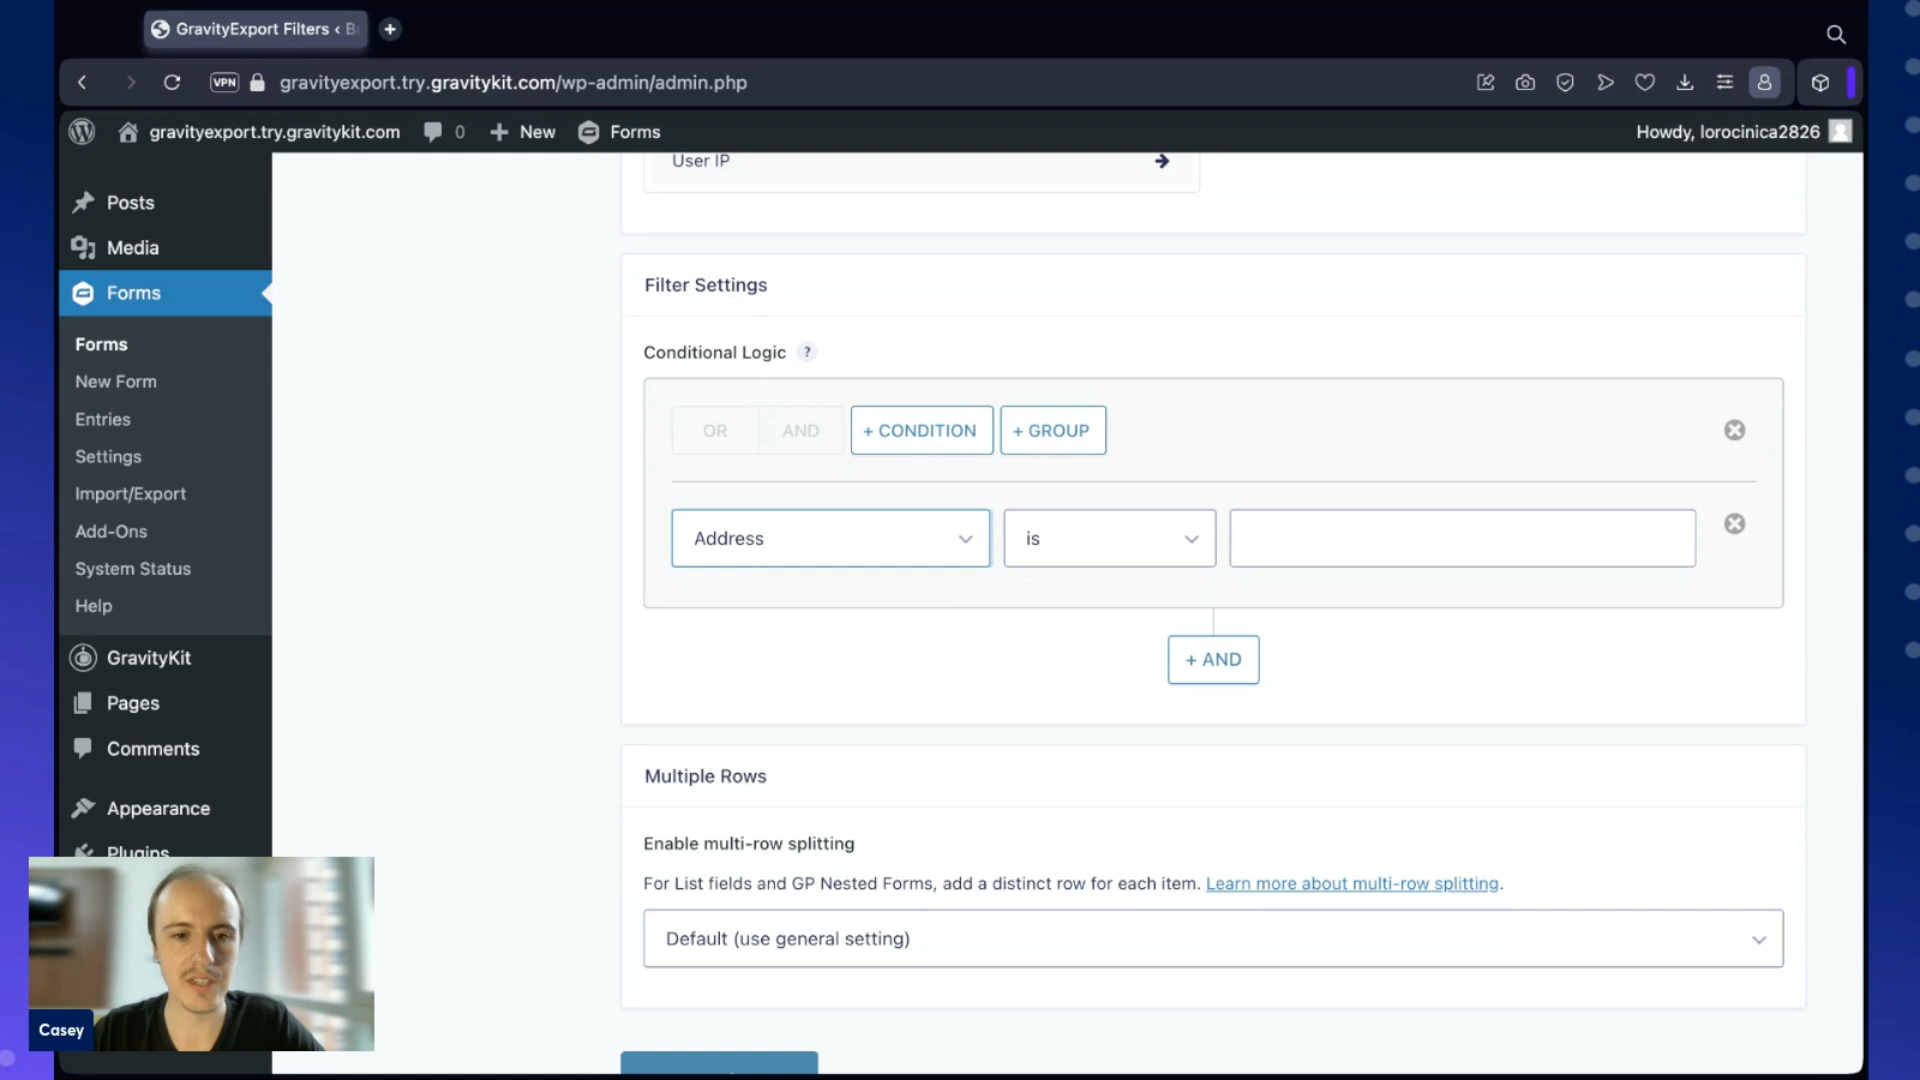 GravityExport Filters ‹ B
VPN
gravityexport.try.gravitykit.com/wp-admin/admin.php
gravityexport.try.gravitykit.com
0
+ New
Forms
Howdy, lorocinica2826
Posts
Media
Forms
Forms
New Form
Entries
Settings
Import/Export
Add-Ons
System Status
Help
GravityKit
Pages
Comments
Appearance
Plugins
User IP
Filter Settings
Conditional Logic ?
OR
AND
+ CONDITION
+ GROUP
Address
is
+ AND
Multiple Rows
Enable multi-row splitting
For List fields and GP Nested Forms, add a distinct row for each item. Learn more about multi-row splitting.
Default (use general setting)
Casey